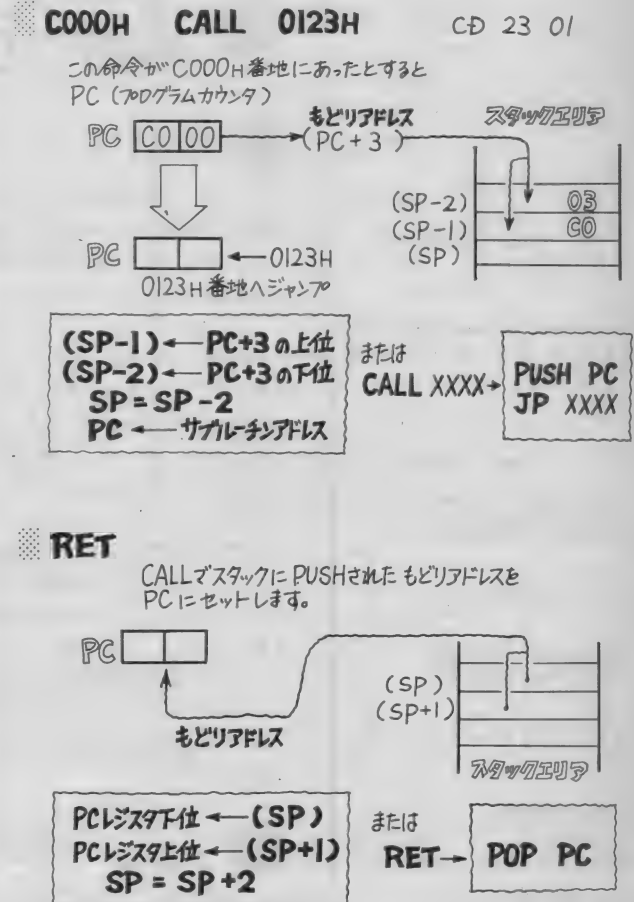 C000H CALL 0123H CD 23 01
この命令がC000H番地にあったとすると
PC (プログラムカウンタ)
PC C0 00
もどりアドレス
(PC+3)
スタックエリア
(SP-2) 03
(SP-1) C0
(SP)
PC ←0123H
0123H番地へジャンプ
(SP-1)←PC+3の上位
(SP-2)←PC+3の下位
SP=SP-2
PC←サブルーチンアドレス
または
CALL XXXX→
PUSH PC
JP XXXX
RET
CALLでスタックにPUSHされたもどりアドレスを
PCにセットします。
PC
(SP)
(SP+1)
もどりアドレス
スタックエリア
PCレジスタ下位←(SP)
PCレジスタ上位←(SP+1)
SP=SP+2
または
RET→
POP PC